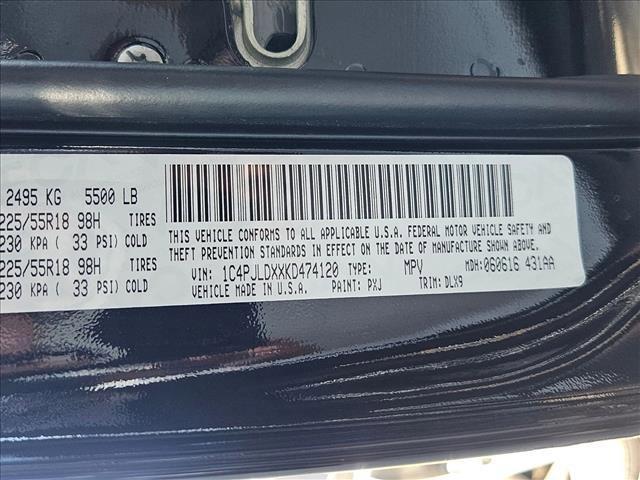 2495 KG 5500 LB
225/55R18 98H TIRES
230 KPA ( 33 PSI) COLD
225/55R18 98H TIRES
230 KPA ( 33 PSI) COLD
THIS VEHICLE CONFORMS TO ALL APPLICABLE U.S.A. FEDERAL MOTOR VEHICLE SAFETY AND
THEFT PREVENTION STANDARDS IN EFFECT ON THE DATE OF MANUFACTURE SHOWN ABOVE.
VIN: 1C4PJLDXXKD474120 TYPE: MPV MDH:060616 431AA
VEHICLE MADE IN U.S.A. PAINT: PXJ TRIM: DLX9